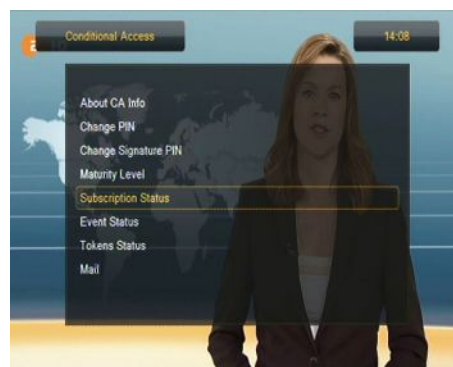 Conditional Access
14:08
About CA Info
Change PIN
Change Signature PIN
Maturity Level
Subscription Status
Event Status
Tokens Status
Mail